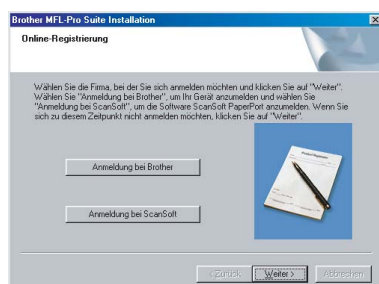 Brother MFL-Pro Suite Installation
Online-Registrierung
Wählen Sie die Firma, bei der Sie sich anmelden möchten und klicken Sie auf "Weiter".
Wählen Sie "Anmeldung bei Brother", um Ihr Gerät anzumelden und wählen Sie
"Anmeldung bei ScanSoft", um die Software ScanSoft PaperPort anzumelden. Wenn Sie
sich zu diesem Zeitpunkt nicht anmelden möchten, klicken Sie auf "Weiter".
Anmeldung bei Brother
Anmeldung bei ScanSoft
< Zurück Weiter > Abbrechen